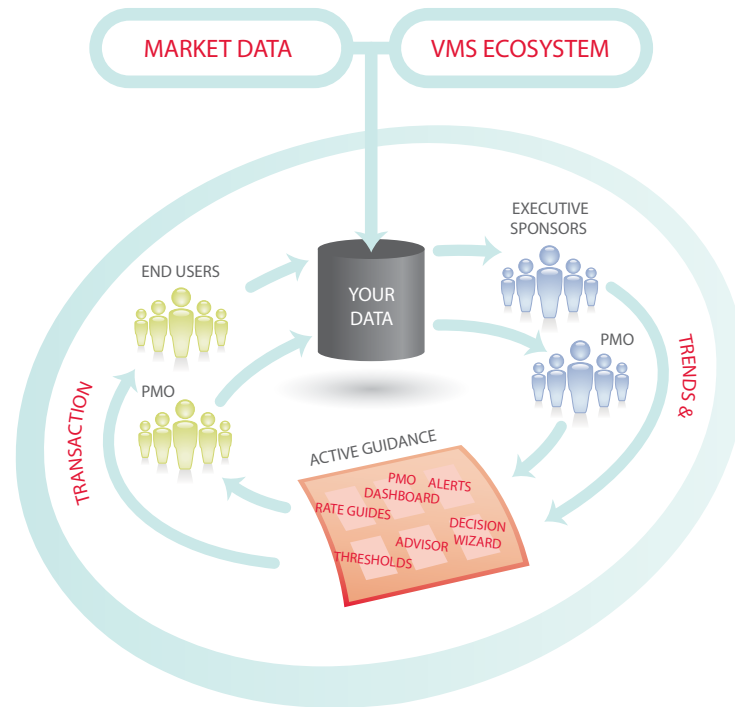 MARKET DATA
VMS ECOSYSTEM
EXECUTIVE
SPONSORS
END USERS
YOUR
DATA
PMO
PMO
TRANSACTION
TRENDS &
ACTIVE GUIDANCE
PMO
DASHBOARD
ALERTS
RATE GUIDES
DECISION
WIZARD
ADVISOR
THRESHOLDS